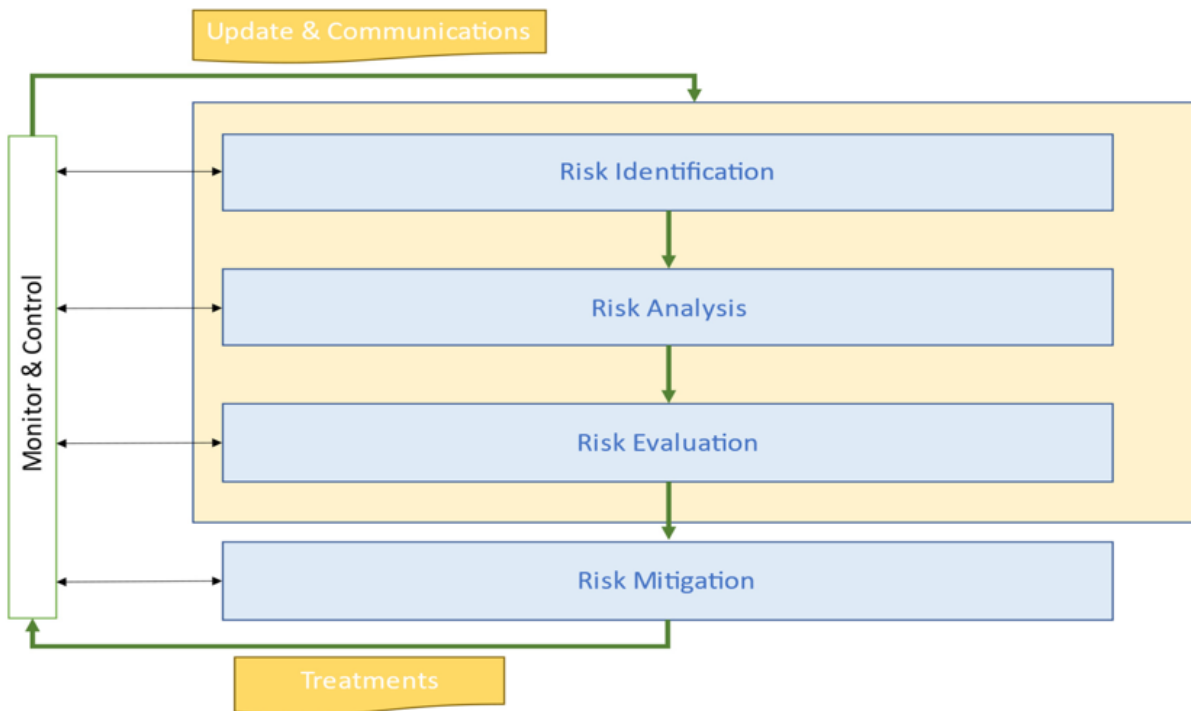 Update & Communications
Risk Identification
Risk Analysis
Monitor & Control
Risk Evaluation
Risk Mitigation
Treatments